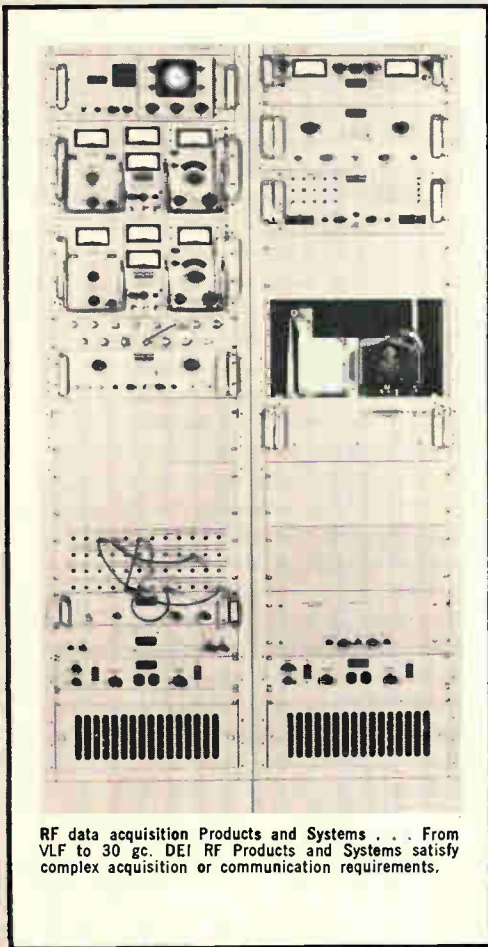 RF data acquisition Products and Systems . . . From
VLF to 30 gc. DEI RF Products and Systems satisfy
complex acquisition or communication requirements.